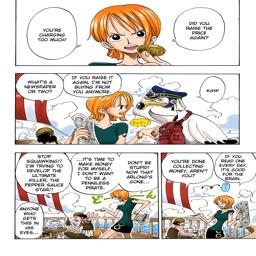 YOU'RE
CHARGING
TOO MUCH!
DID YOU
RAISE THE
PRICE
AGAIN?
WHAT'S A
NEWSPAPER
OR TWO?
IF YOU RAISE
IT AGAIN, I'M
NOT BUYING
FROM YOU
ANYMORE.
STOP
SQUAWKING!!
I'M TRYING TO
DEVELOP THE
ULTIMATE
KILLER, THE
PEPPER SAUCE
STAR!!
ANYONE
WHO GETS
THIS IN
HIS
EYES...
...IT'S TIME TO
MAKE MONEY
FOR MYSELF.
I DON'T WANT
TO BE A
PENNILESS
PIRATE.
DON'T BE
STUPID!
NOW THAT
ARLONG'S
GONE...
YOU'RE DONE
COLLECTING
MONEY, AREN'T
YOU?
IF YOU
READ ONE
EVERY DAY,
IT'S GOOD
FOR THE
BRAIN.